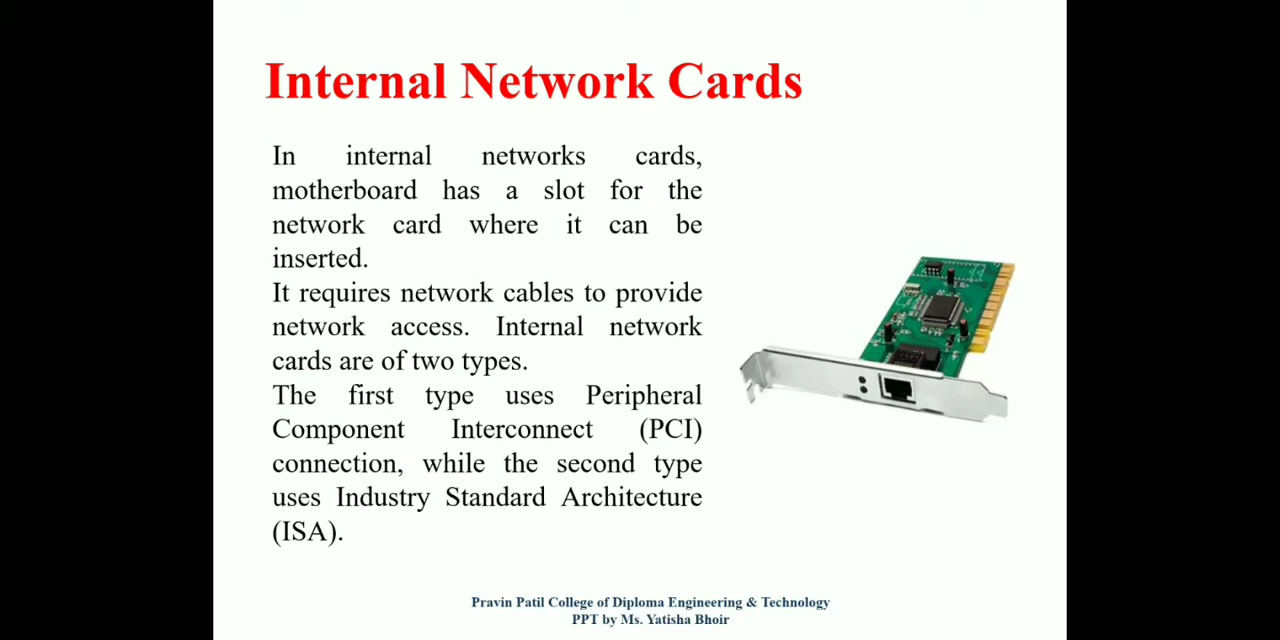 Internal Network Cards
In internal networks cards,
motherboard has a slot for the
network card where it can be
inserted.
It requires network cables to provide
network access. Internal network
cards are of two types.
The first type uses Peripheral
Component Interconnect (PCI)
connection, while the second type
uses Industry Standard Architecture
(ISA).
Pravin Patil College of Diploma Engineering & Technology
PPT by Ms. Yatisha Bhoir